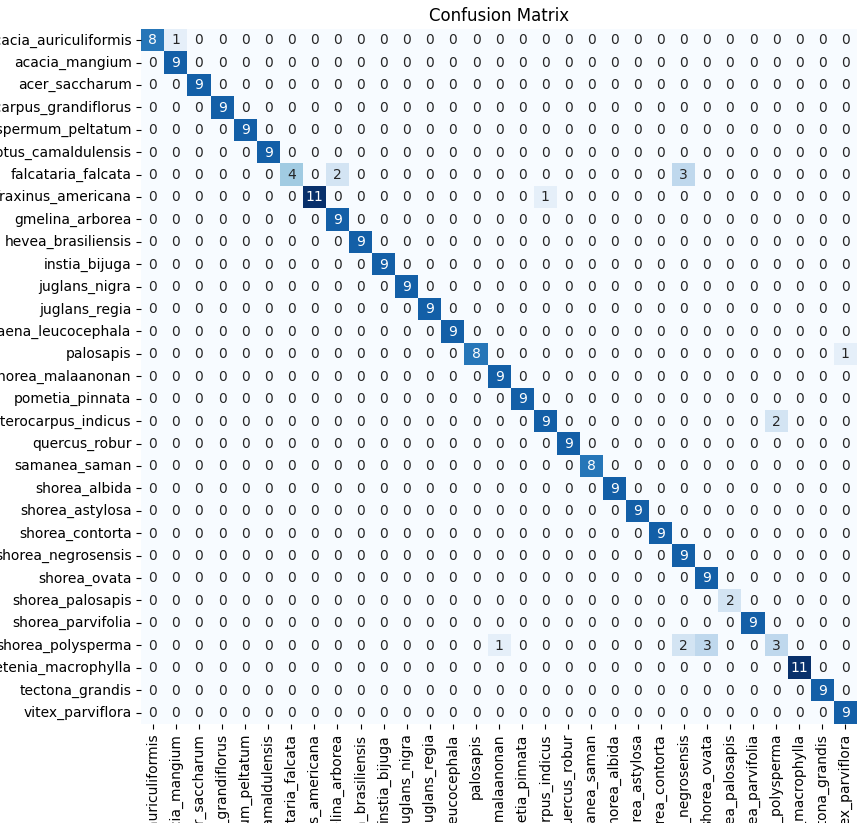 Confusion Matrix
cacia_auriculiformis 8 1 0 0 0 0 0 0 0 0 0 0 0 0 0 0 0 0 0 0 0 0 0 0 0 0 0 0 0 0 0
acacia_mangium 0 9 0 0 0 0 0 0 0 0 0 0 0 0 0 0 0 0 0 0 0 0 0 0 0 0 0 0 0 0 0
acer_saccharum 0 0 9 0 0 0 0 0 0 0 0 0 0 0 0 0 0 0 0 0 0 0 0 0 0 0 0 0 0 0 0
carpus_grandiflorus 0 0 0 9 0 0 0 0 0 0 0 0 0 0 0 0 0 0 0 0 0 0 0 0 0 0 0 0 0 0 0
spermum_peltatum 0 0 0 0 9 0 0 0 0 0 0 0 0 0 0 0 0 0 0 0 0 0 0 0 0 0 0 0 0 0 0
ptus_camaldulensis 0 0 0 0 0 9 0 0 0 0 0 0 0 0 0 0 0 0 0 0 0 0 0 0 0 0 0 0 0 0 0
falcataria_falcata 0 0 0 0 0 0 4 0 2 0 0 0 0 0 0 0 0 0 0 0 0 0 0 3 0 0 0 0 0 0 0
raxinus_americana 0 0 0 0 0 0 0 11 0 0 0 0 0 0 0 0 0 1 0 0 0 0 0 0 0 0 0 0 0 0 0
gmelina_arborea 0 0 0 0 0 0 0 0 9 0 0 0 0 0 0 0 0 0 0 0 0 0 0 0 0 0 0 0 0 0 0
hevea_brasiliensis 0 0 0 0 0 0 0 0 0 9 0 0 0 0 0 0 0 0 0 0 0 0 0 0 0 0 0 0 0 0 0
instia_bijuga 0 0 0 0 0 0 0 0 0 0 9 0 0 0 0 0 0 0 0 0 0 0 0 0 0 0 0 0 0 0 0
juglans_nigra 0 0 0 0 0 0 0 0 0 0 0 9 0 0 0 0 0 0 0 0 0 0 0 0 0 0 0 0 0 0 0
juglans_regia 0 0 0 0 0 0 0 0 0 0 0 0 9 0 0 0 0 0 0 0 0 0 0 0 0 0 0 0 0 0 0
aena_leucocephala 0 0 0 0 0 0 0 0 0 0 0 0 0 9 0 0 0 0 0 0 0 0 0 0 0 0 0 0 0 0 0
palosapis 0 0 0 0 0 0 0 0 0 0 0 0 0 0 8 0 0 0 0 0 0 0 0 0 0 0 0 0 0 0 1
horea_malaanonan 0 0 0 0 0 0 0 0 0 0 0 0 0 0 0 9 0 0 0 0 0 0 0 0 0 0 0 0 0 0 0
pometia_pinnata 0 0 0 0 0 0 0 0 0 0 0 0 0 0 0 0 9 0 0 0 0 0 0 0 0 0 0 0 0 0 0
terocarpus_indicus 0 0 0 0 0 0 0 0 0 0 0 0 0 0 0 0 0 9 0 0 0 0 0 0 0 0 0 2 0 0 0
quercus_robur 0 0 0 0 0 0 0 0 0 0 0 0 0 0 0 0 0 0 9 0 0 0 0 0 0 0 0 0 0 0 0
samanea_saman 0 0 0 0 0 0 0 0 0 0 0 0 0 0 0 0 0 0 0 8 0 0 0 0 0 0 0 0 0 0 0
shorea_albida 0 0 0 0 0 0 0 0 0 0 0 0 0 0 0 0 0 0 0 0 9 0 0 0 0 0 0 0 0 0 0
shorea_astylosa 0 0 0 0 0 0 0 0 0 0 0 0 0 0 0 0 0 0 0 0 0 9 0 0 0 0 0 0 0 0 0
shorea_contorta 0 0 0 0 0 0 0 0 0 0 0 0 0 0 0 0 0 0 0 0 0 0 9 0 0 0 0 0 0 0 0
shorea_negrosensis 0 0 0 0 0 0 0 0 0 0 0 0 0 0 0 0 0 0 0 0 0 0 0 9 0 0 0 0 0 0 0
shorea_ovata 0 0 0 0 0 0 0 0 0 0 0 0 0 0 0 0 0 0 0 0 0 0 0 0 9 0 0 0 0 0 0
shorea_palosapis 0 0 0 0 0 0 0 0 0 0 0 0 0 0 0 0 0 0 0 0 0 0 0 0 0 2 0 0 0 0 0
shorea_parvifolia 0 0 0 0 0 0 0 0 0 0 0 0 0 0 0 0 0 0 0 0 0 0 0 0 0 0 9 0 0 0 0
shorea_polysperma 0 0 0 0 0 0 0 0 0 0 0 0 0 0 0 1 0 0 0 0 0 0 0 2 3 0 0 3 0 0 0
etenia_macrophylla 0 0 0 0 0 0 0 0 0 0 0 0 0 0 0 0 0 0 0 0 0 0 0 0 0 0 0 0 11 0 0
tectona_grandis 0 0 0 0 0 0 0 0 0 0 0 0 0 0 0 0 0 0 0 0 0 0 0 0 0 0 0 0 0 9 0
vitex_parviflora 0 0 0 0 0 0 0 0 0 0 0 0 0 0 0 0 0 0 0 0 0 0 0 0 0 0 0 0 0 0 9
uriculiformis
ia_mangium
r_saccharum
grandiflorus
m_peltatum
amaldulensis
taria_falcata
s_americana
lina_arborea
_brasiliensis
instia_bijuga
uglans_nigra
uglans_regia
eucocephala
palosapis
malaanonan
etia_pinnata
rpus_indicus
uercus_robur
anea_saman
horea_albida
rea_astylosa
rea_contorta
_negrosensis
horea_ovata
ea_palosapis
ea_parvifolia
_polysperma
macrophylla
ona_grandis
ex_parviflora